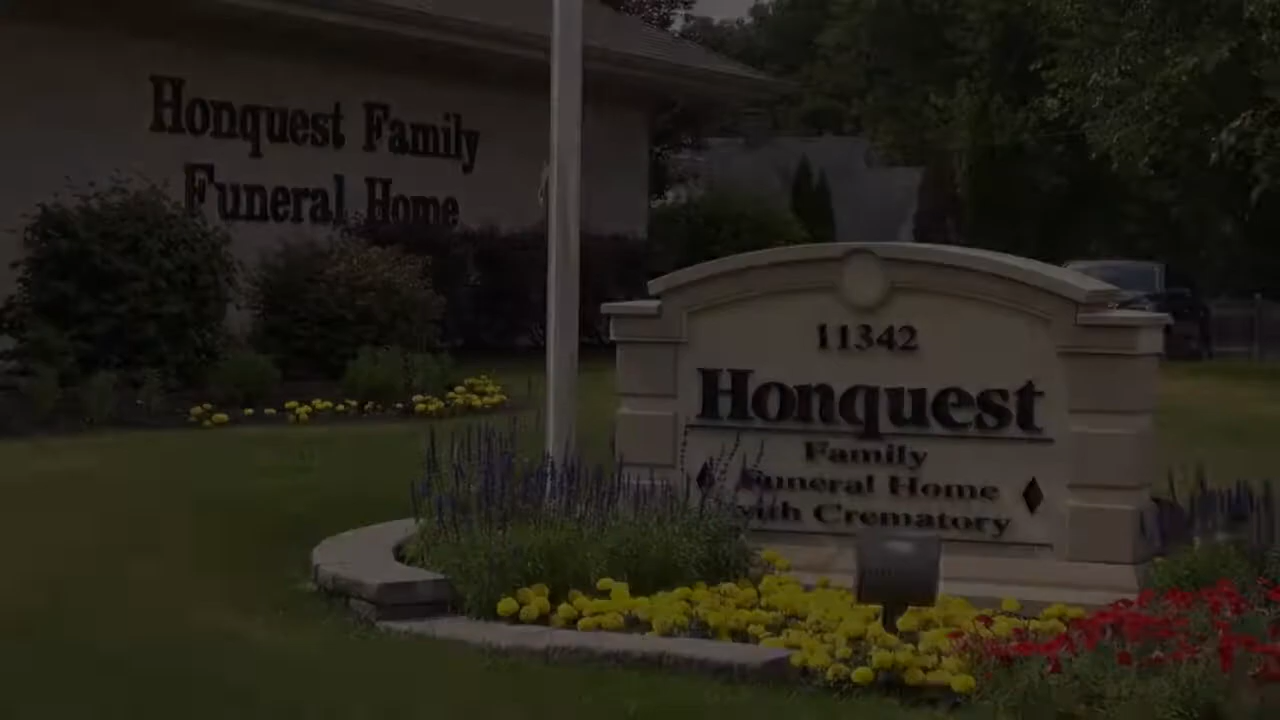 Honquest Family
Funeral Home
11342
Honquest
Family
Funeral Home
with Crematory